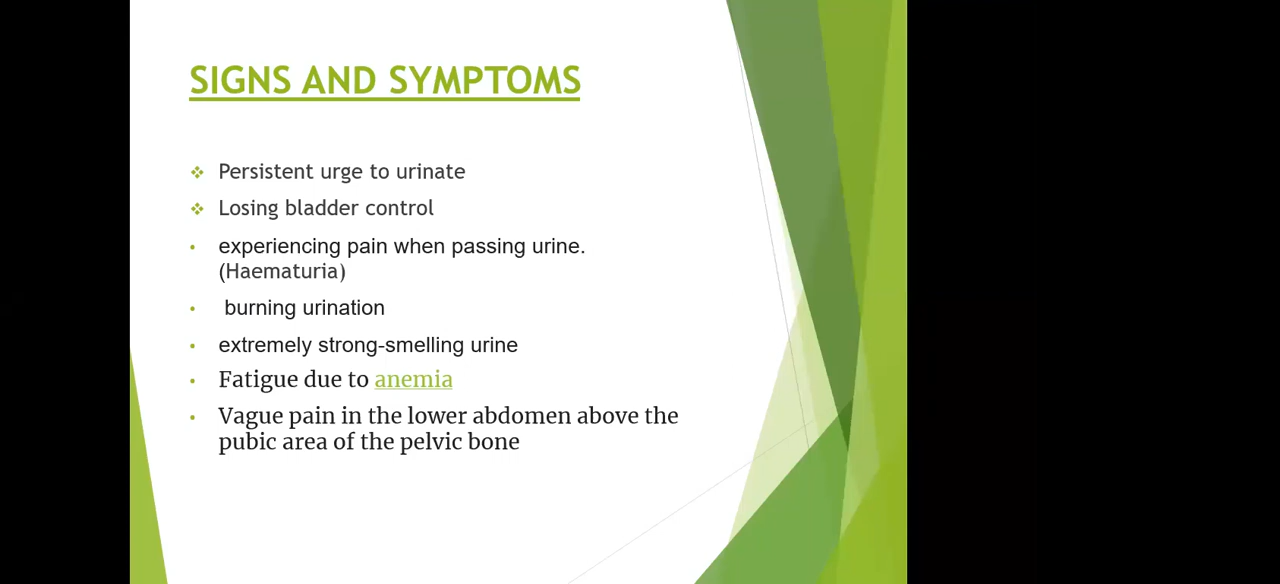 SIGNS AND SYMPTOMS
❖ Persistent urge to urinate
❖ Losing bladder control
• experiencing pain when passing urine.
(Haematuria)
• burning urination
• extremely strong-smelling urine
• Fatigue due to anemia
• Vague pain in the lower abdomen above the
pubic area of the pelvic bone